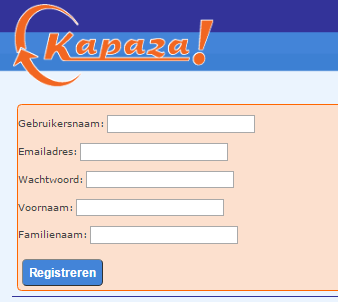 Kapaza!
Gebruikersnaam:
Emailadres:
Wachtwoord:
Voornaam:
Familienaam:
Registreren